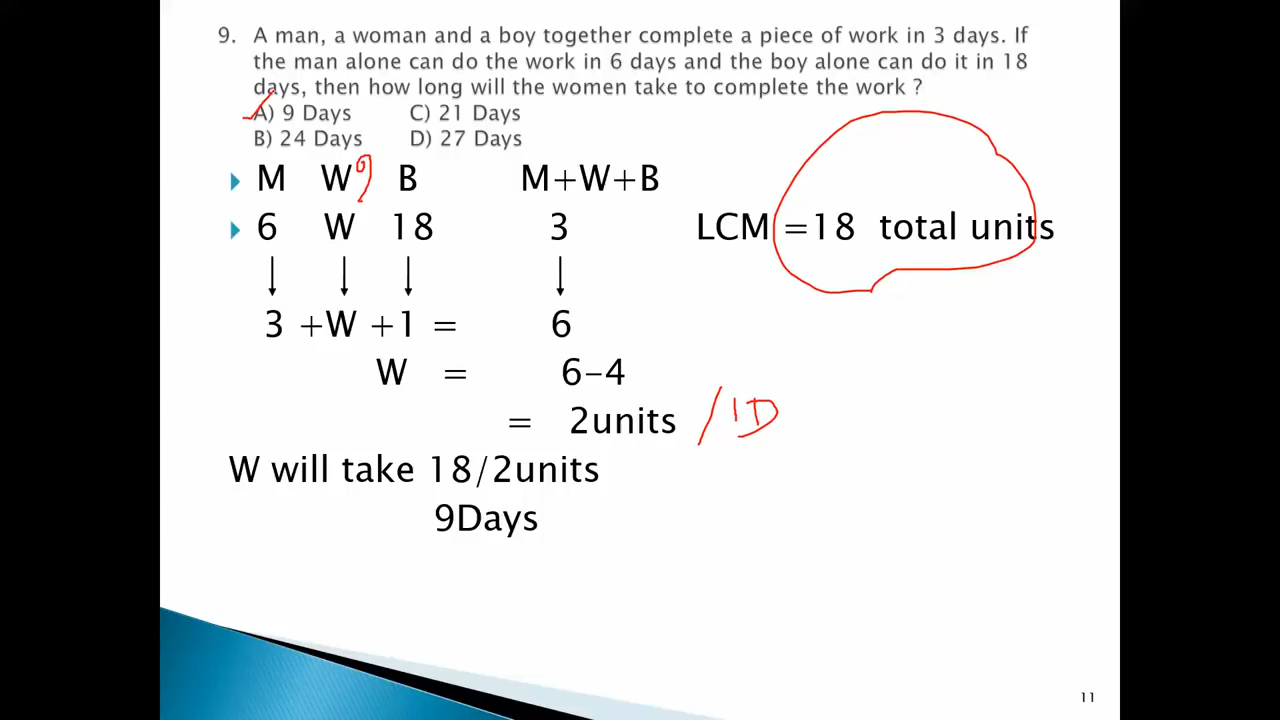 9. A man, a woman and a boy together complete a piece of work in 3 days. If
the man alone can do the work in 6 days and the boy alone can do it in 18
days, then how long will the women take to complete the work ?
A) 9 Days C) 21 Days
B) 24 Days D) 27 Days
M W 9 B M+W+B
6 W 18 3 LCM =18 total units
3 +W +1 = 6
W = 6-4
= 2units /1D
W will take 18/2units
9Days
11